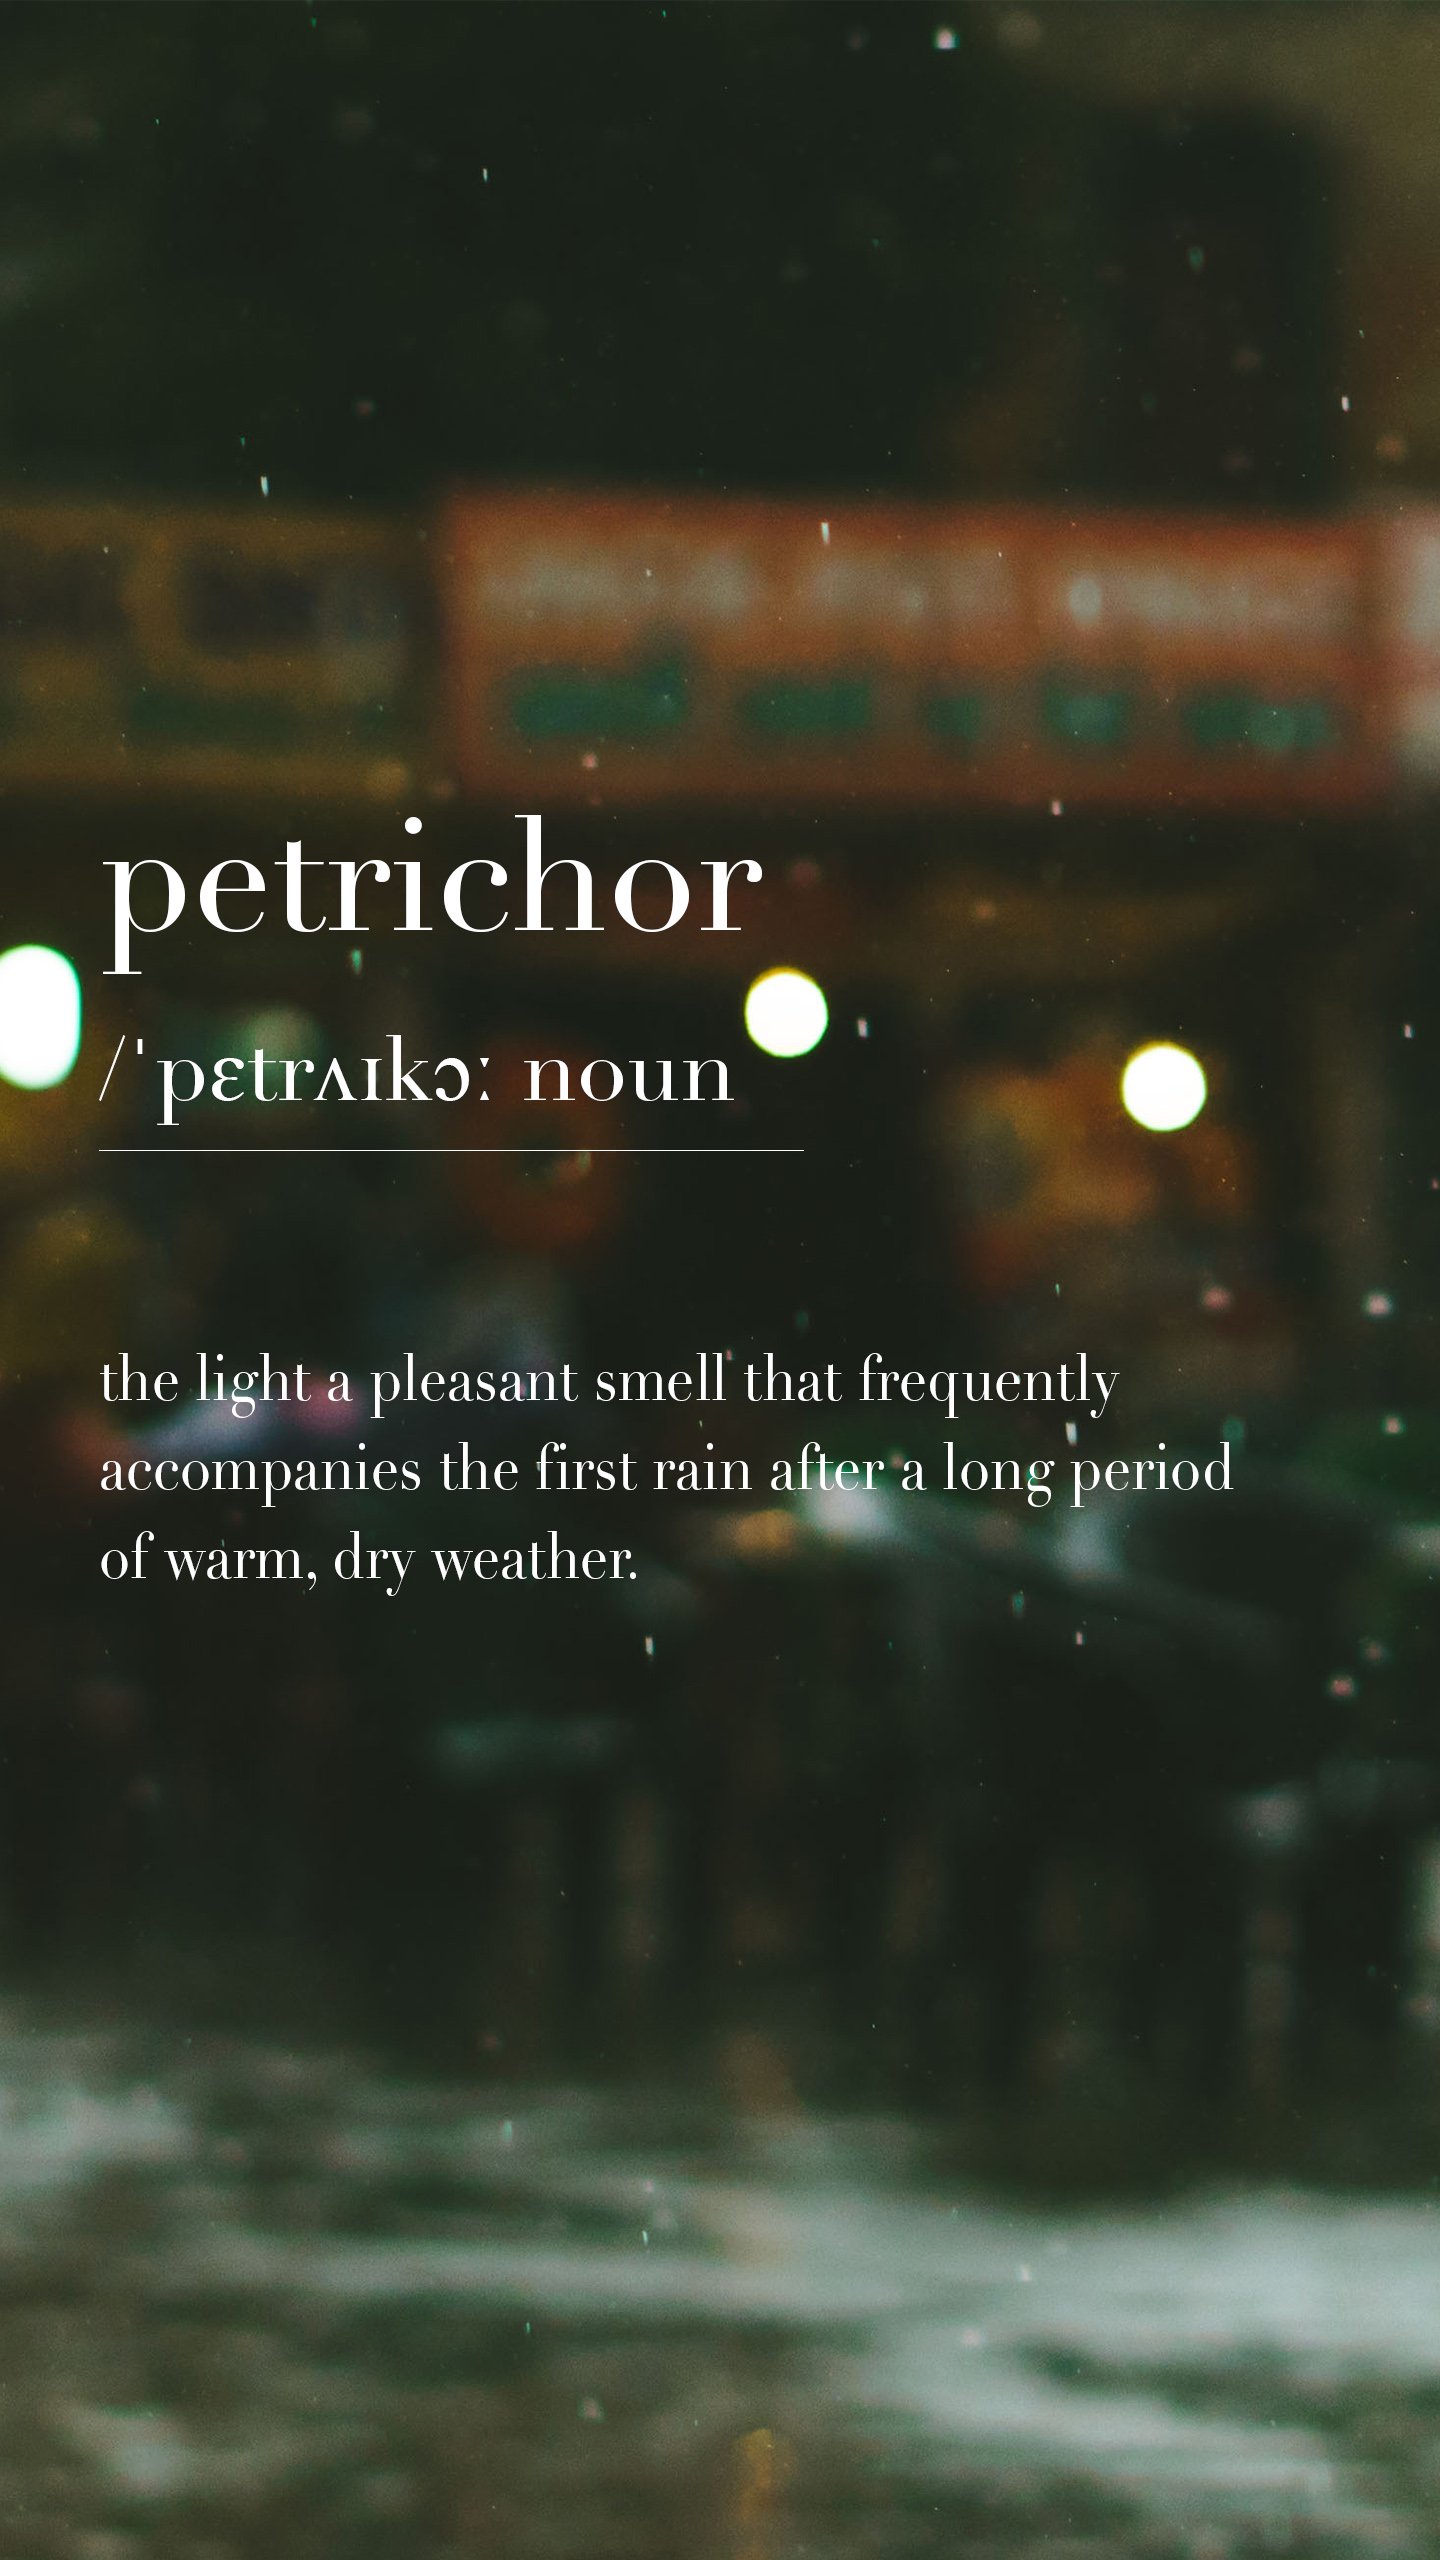 petrichor
/ˈpɛtrʌɪkɔː noun
the light a pleasant smell that frequently
accompanies the first rain after a long period
of warm, dry weather.